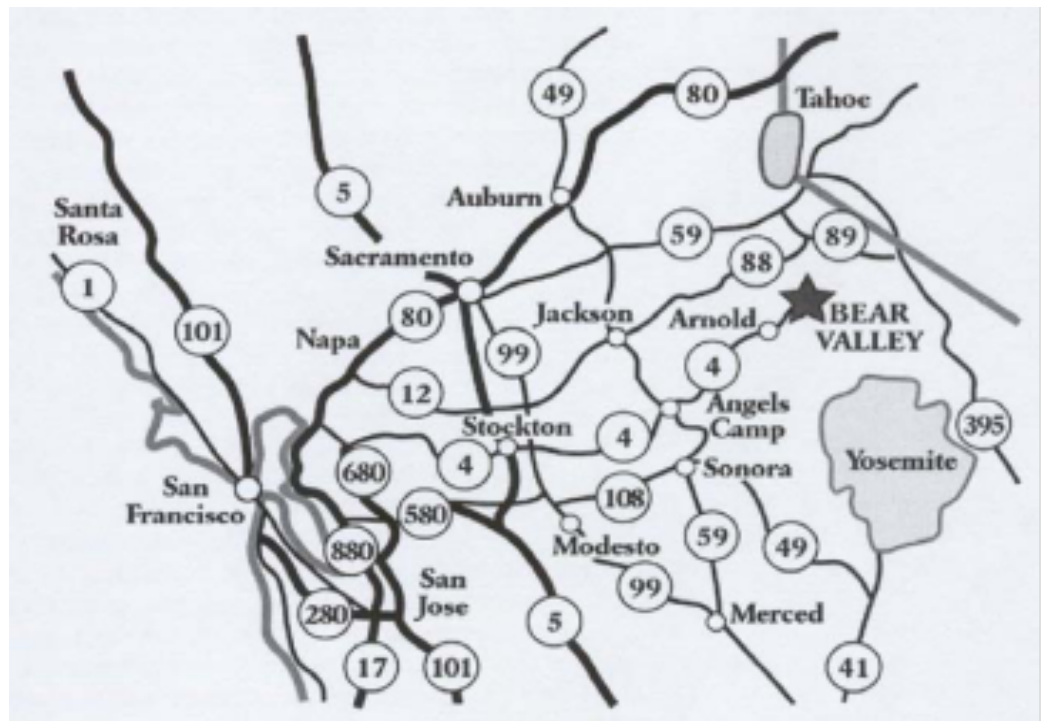 49
80
Tahoe
5
Auburn
Santa
Rosa
59
89
Sacramento
88
1
101
80
Jackson
Arnold
BEAR
VALLEY
Napa
99
4
12
Angels
Camp
Stockton
4
395
4
680
Sonora
Yosemite
San
Francisco
108
580
880
Modesto
59
49
San
Jose
99
280
5
Merced
17
101
41